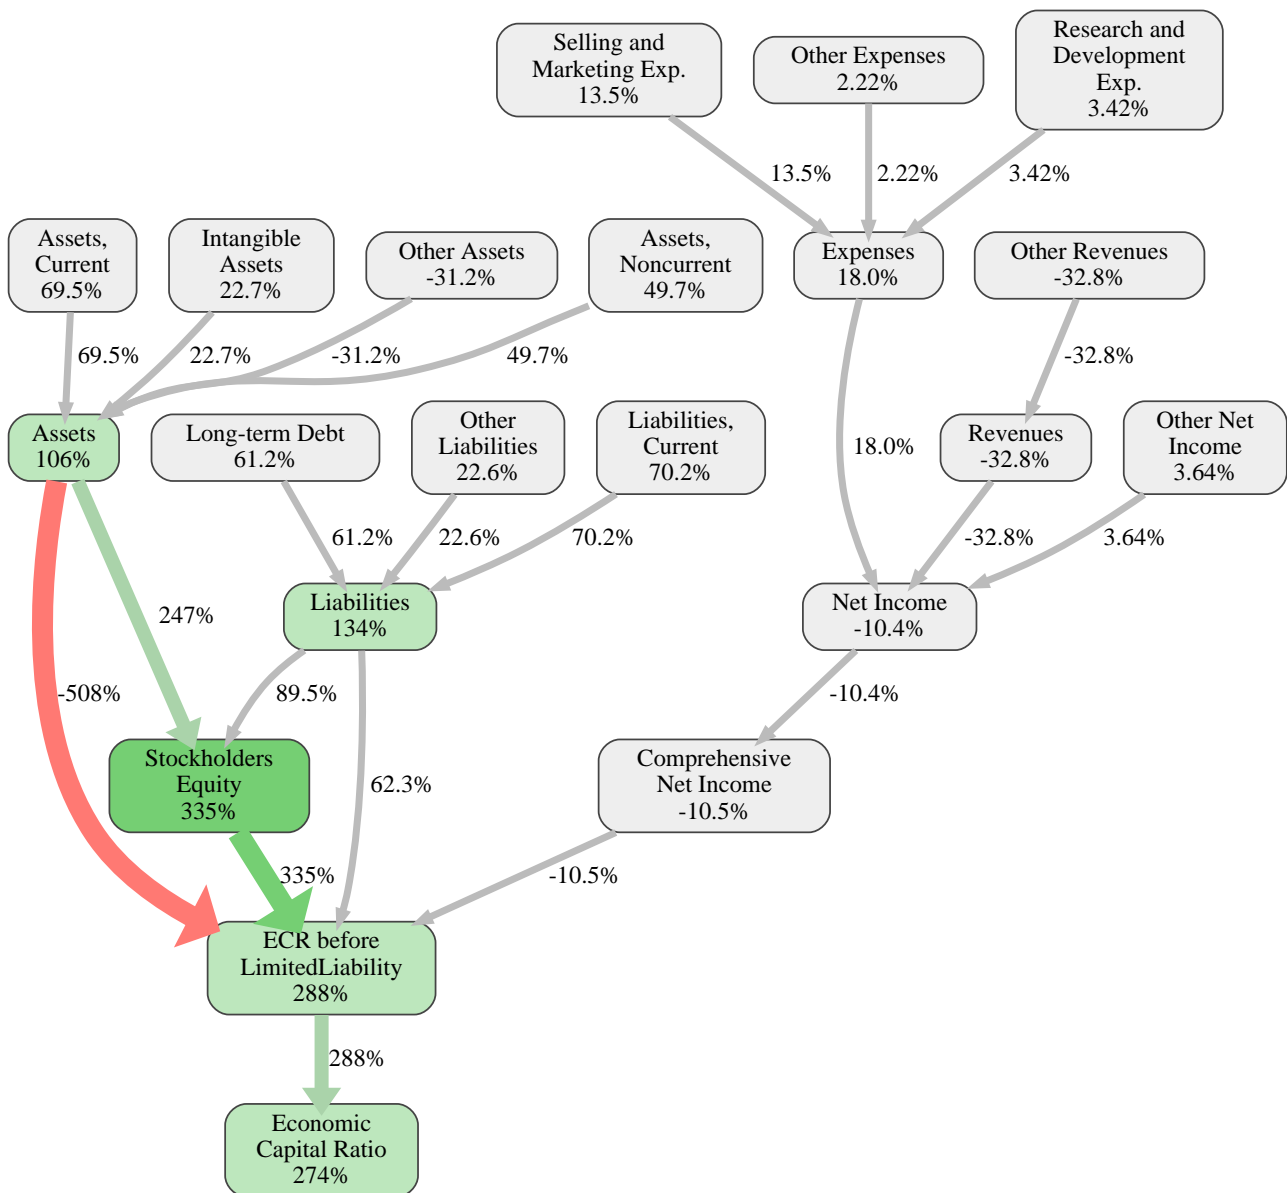 Selling and
Marketing Exp.
13.5%
Other Expenses
2.22%
Research and
Development
Exp.
3.42%
13.5%
2.22%
3.42%
Assets,
Current
69.5%
Intangible
Assets
22.7%
Other Assets
-31.2%
Assets,
Noncurrent
49.7%
Expenses
18.0%
Other Revenues
-32.8%
69.5%
22.7%
-31.2%
49.7%
-32.8%
Assets
106%
Long-term Debt
61.2%
Other
Liabilities
22.6%
Liabilities,
Current
70.2%
18.0%
Revenues
-32.8%
Other Net
Income
3.64%
61.2%
22.6%
70.2%
-32.8%
3.64%
247%
Liabilities
134%
Net Income
-10.4%
-508%
89.5%
-10.4%
Stockholders
Equity
335%
62.3%
Comprehensive
Net Income
-10.5%
335%
-10.5%
ECR before
LimitedLiability
288%
288%
Economic
Capital Ratio
274%